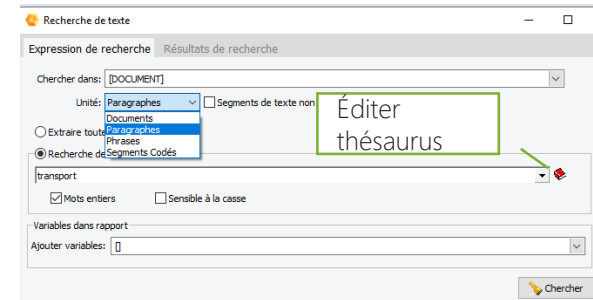 Recherche de texte
Expression de recherche Résultats de recherche
Chercher dans: [DOCUMENT]
Unité: Paragraphes Segments de texte non
Documents
Paragraphes
Phrases
Segments Codés
Extraire toute
Recherche de
Éditer
thésaurus
transport
Mots entiers Sensible à la casse
Variables dans rapport
Ajouter variables: []
Chercher